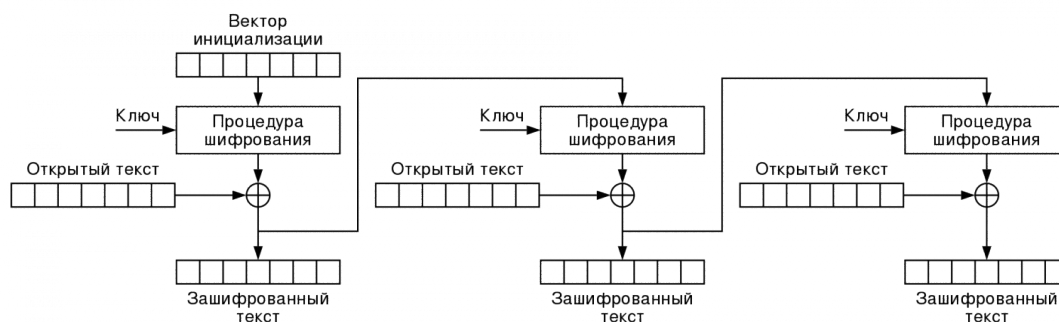 Вектор
инициализации
Ключ
Процедура
шифрования
Ключ
Процедура
шифрования
Ключ
Процедура
шифрования
Открытый текст
Открытый текст
Открытый текст
Зашифрованный
текст
Зашифрованный
текст
Зашифрованный
текст